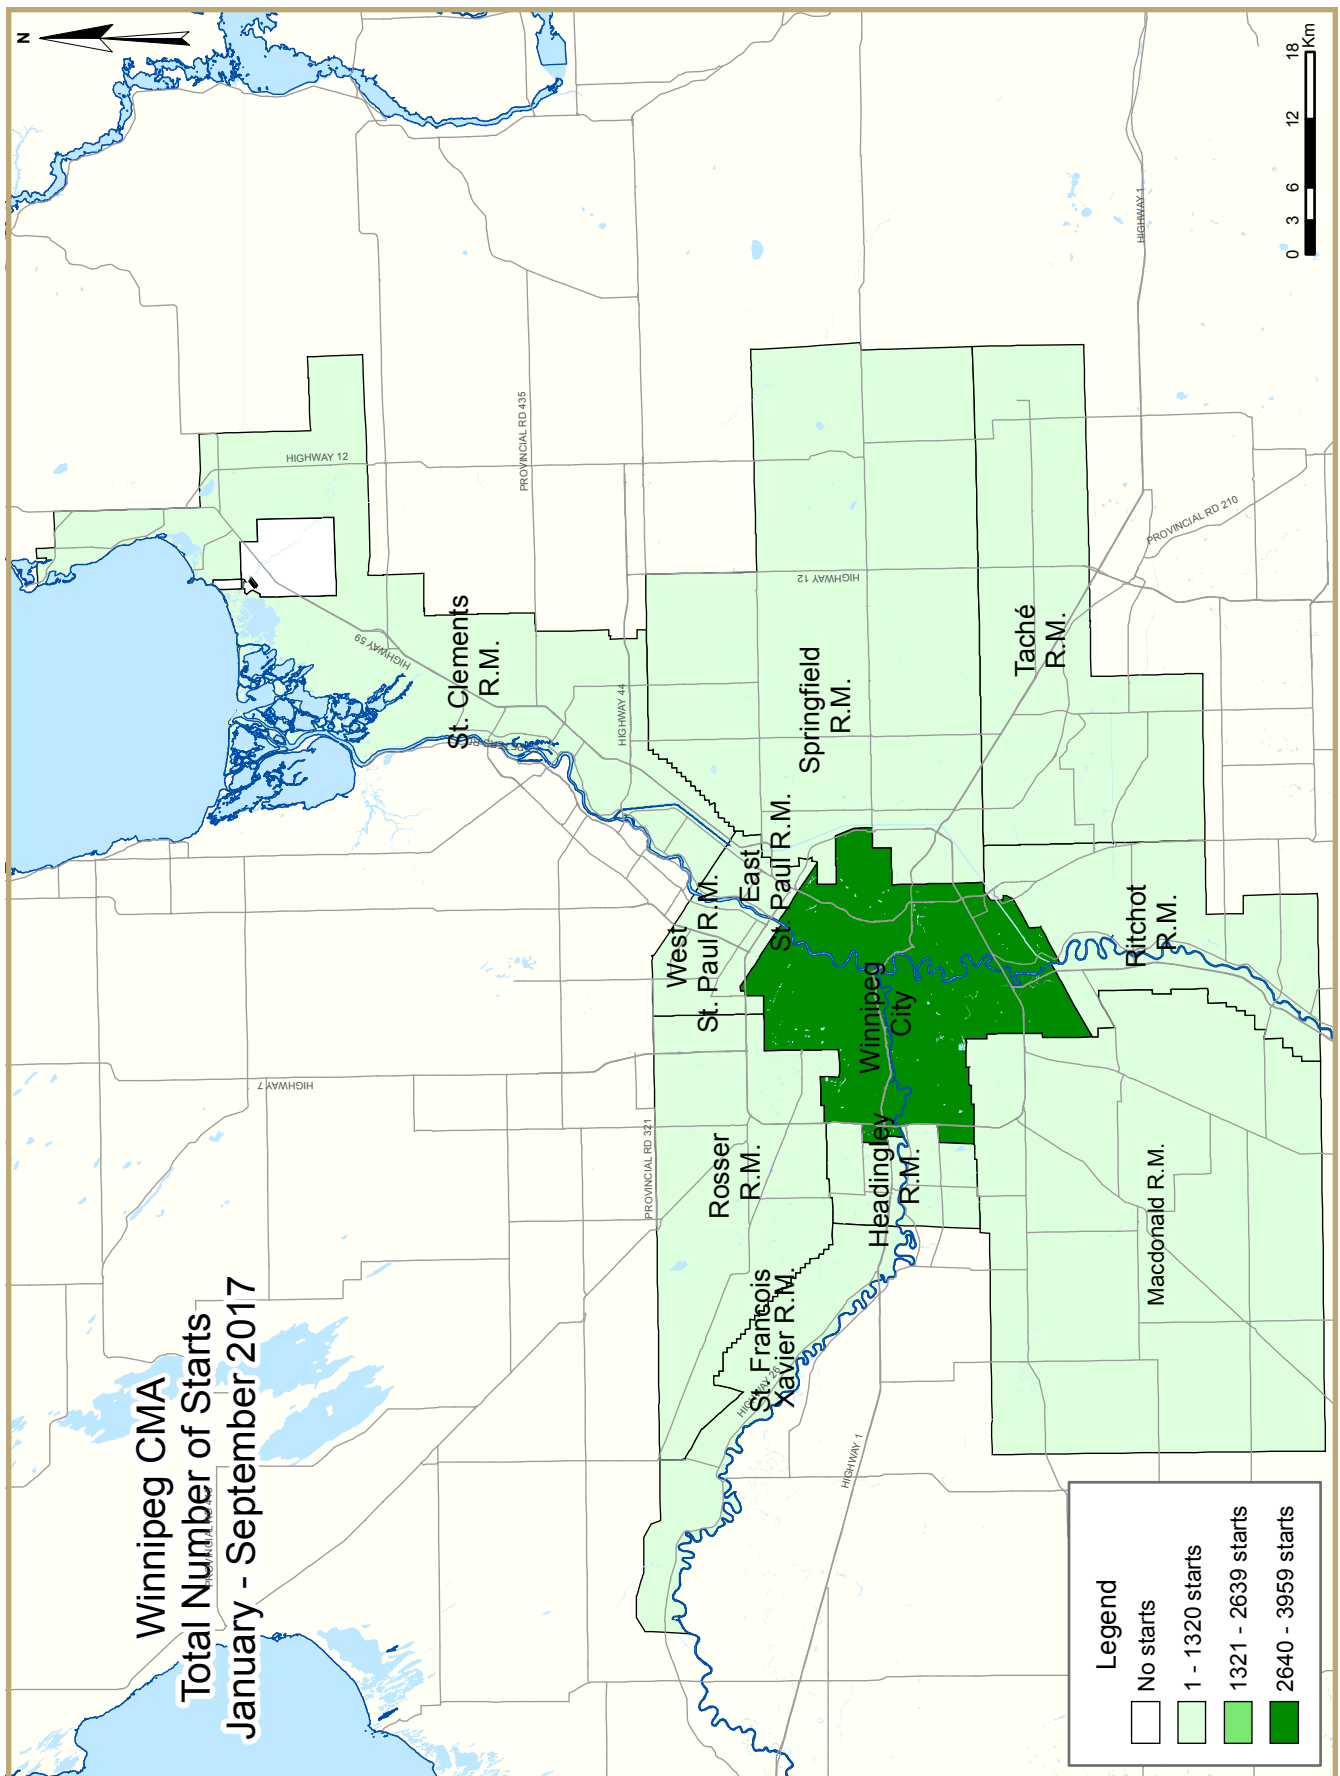 Winnipeg CMA
Total Number of Starts
January - September 2017
N
HIGHWAY 12
PROVINCIAL RD 435
HIGHWAY 59
St. Clements
R.M.
HIGHWAY 44
HIGHWAY 7
PROVINCIAL RD 321
West
St. Paul R.M.
East
St. Paul R.M.
Springfield
R.M.
HIGHWAY 12
HIGHWAY 1
Rosser
R.M.
Winnipeg
City
Taché
R.M.
PROVINCIAL RD 210
St. Francois
Xavier R.M.
HIGHWAY 26
Headingley
R.M.
Ritchot
R.M.
HIGHWAY 1
Macdonald R.M.
Legend
No starts
1 - 1320 starts
1321 - 2639 starts
2640 - 3959 starts
0 3 6 12 18
Km